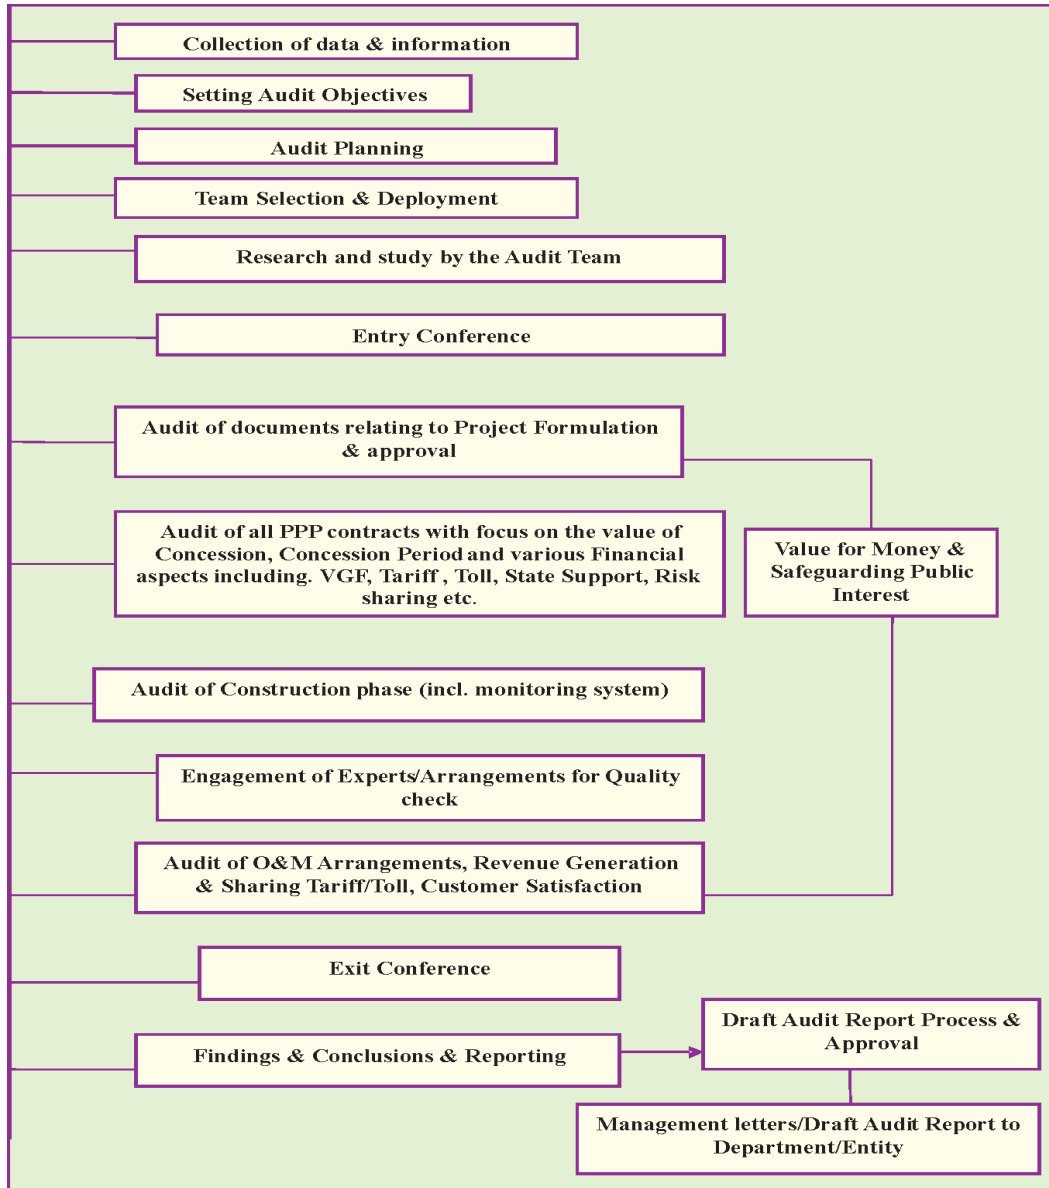 Collection of data & information
Setting Audit Objectives
Audit Planning
Team Selection & Deployment
Research and study by the Audit Team
Entry Conference
Audit of documents relating to Project Formulation
& approval
Audit of all PPP contracts with focus on the value of
Concession, Concession Period and various Financial
aspects including. VGF, Tariff , Toll, State Support, Risk
sharing etc.
Value for Money &
Safeguarding Public
Interest
Audit of Construction phase (incl. monitoring system)
Engagement of Experts/Arrangements for Quality
check
Audit of O&M Arrangements, Revenue Generation
& Sharing Tariff/Toll, Customer Satisfaction
Exit Conference
Findings & Conclusions & Reporting
Draft Audit Report Process &
Approval
Management letters/Draft Audit Report to
Department/Entity